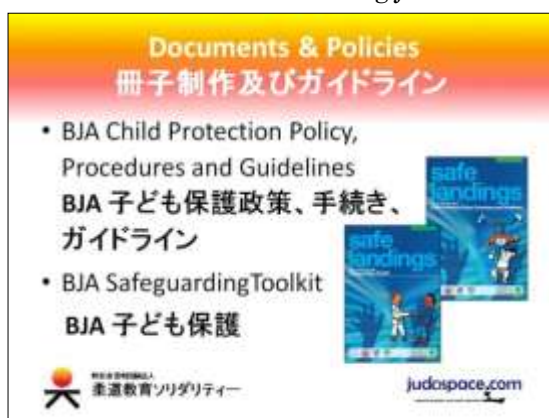 Documents & Policies
冊子制作及びガイドライン
• BJA Child Protection Policy,
Procedures and Guidelines
BJA 子ども保護政策、手続き、
ガイドライン
• BJA SafeguardingToolkit
BJA 子ども保護
safe
landings
safe
landings
柔道教育ソリダリティー
judospace.com